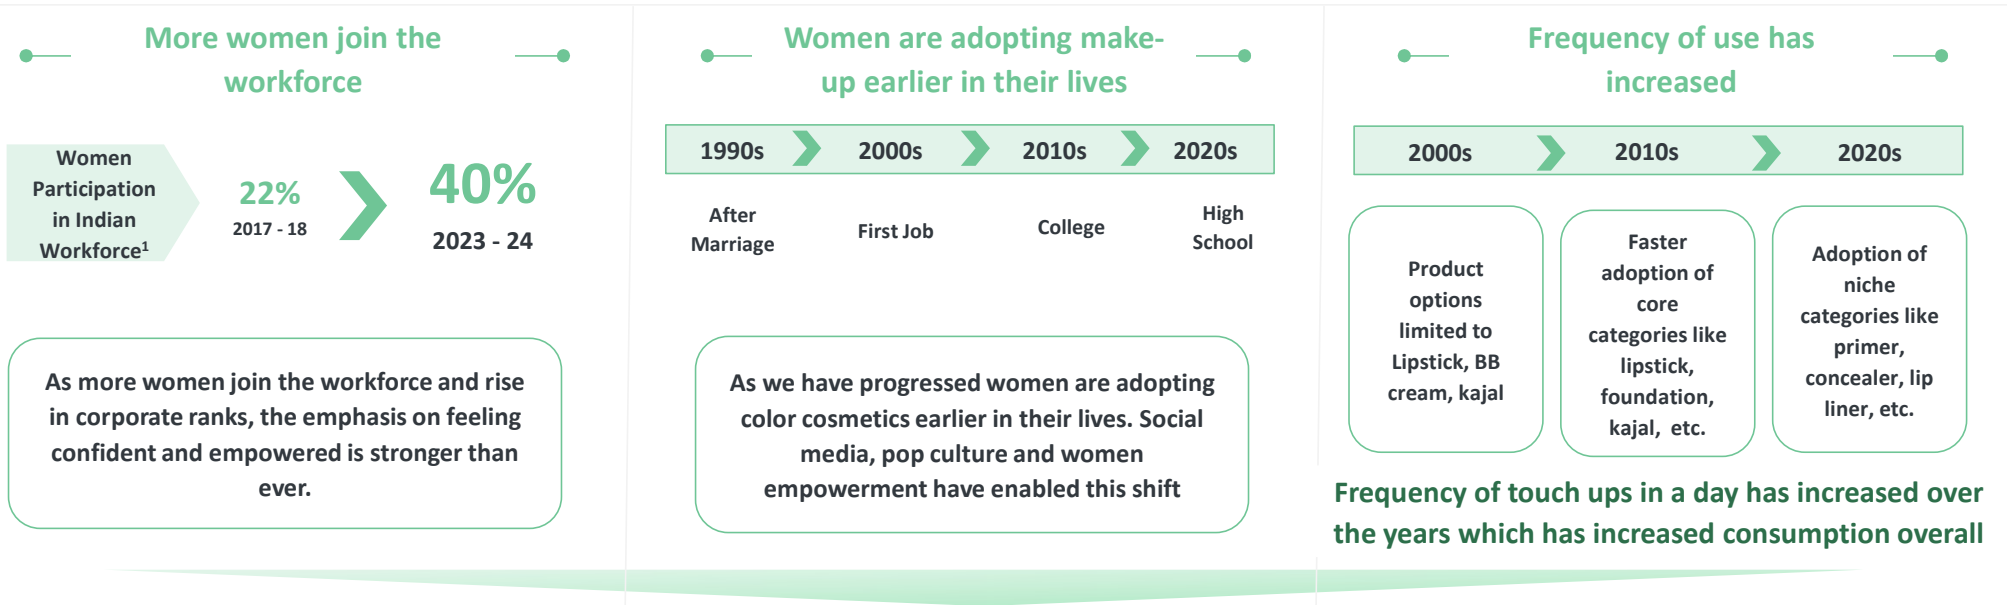 More women join the
workforce
Women
Participation
in Indian
Workforce¹
22%
2017 - 18
40%
2023 - 24
As more women join the workforce and rise
in corporate ranks, the emphasis on feeling
confident and empowered is stronger than
ever.
Women are adopting make-
up earlier in their lives
1990s
2000s
2010s
2020s
After
Marriage
First Job
College
High
School
As we have progressed women are adopting
color cosmetics earlier in their lives. Social
media, pop culture and women
empowerment have enabled this shift
Frequency of use has
increased
2000s
2010s
2020s
Product
options
limited to
Lipstick, BB
cream, kajal
Faster
adoption of
core
categories like
lipstick,
foundation,
kajal, etc.
Adoption of
niche
categories like
primer,
concealer, lip
liner, etc.
Frequency of touch ups in a day has increased over
the years which has increased consumption overall